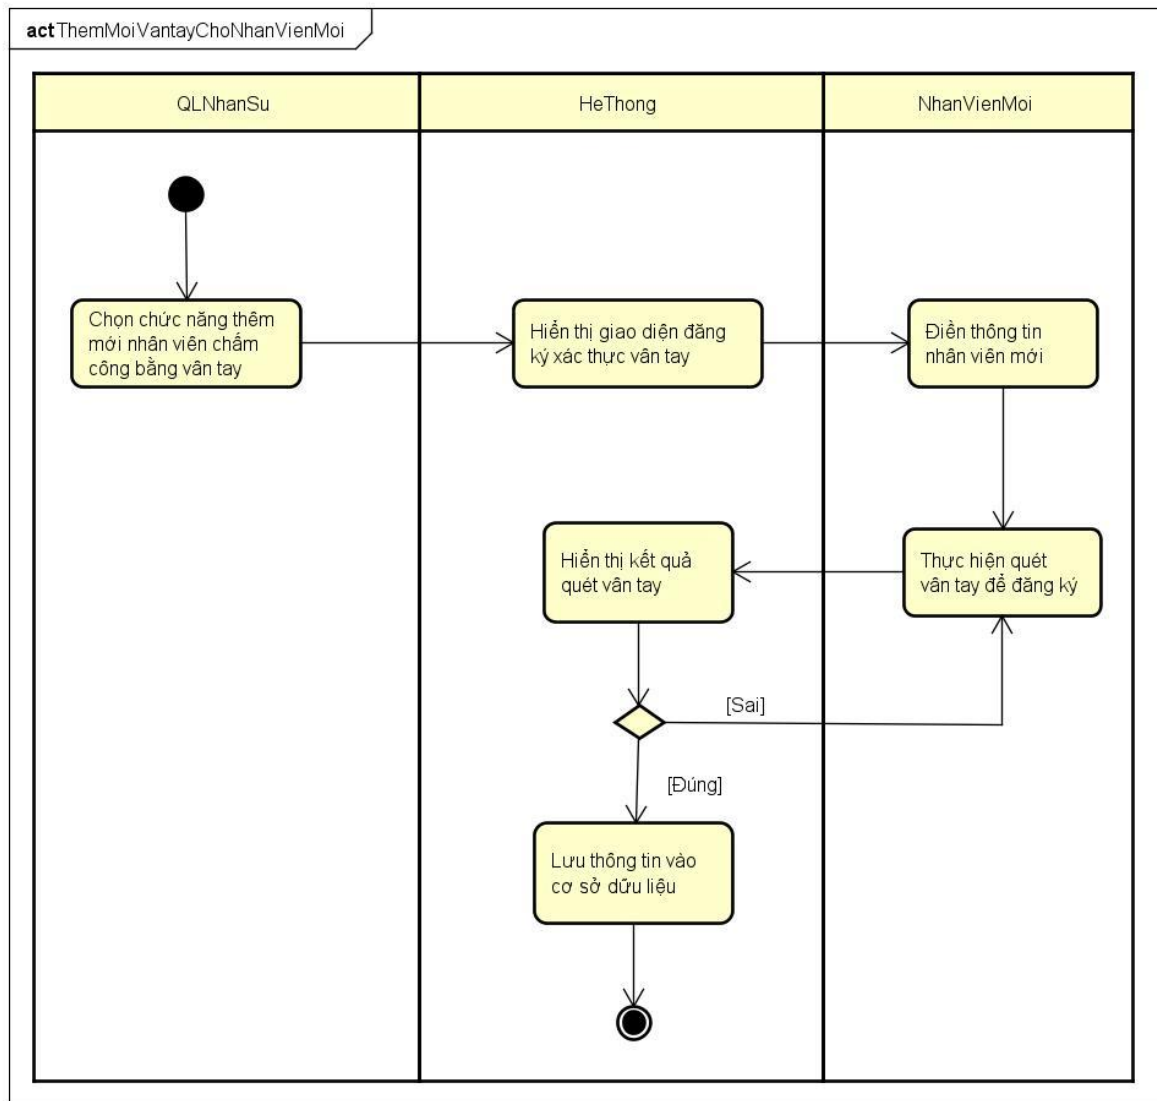 act ThemMoiVantayChoNhanVienMoi
QLNhanSu
HeThong
NhanVienMoi
Chọn chức năng thêm
mới nhân viên chấm
công bằng vân tay
Hiển thị giao diện đăng
ký xác thực vân tay
Điền thông tin
nhân viên mới
Hiển thị kết quả
quét vân tay
Thực hiện quét
vân tay để đăng ký
[Sai]
[Đúng]
Lưu thông tin vào
cơ sở dữu liệu